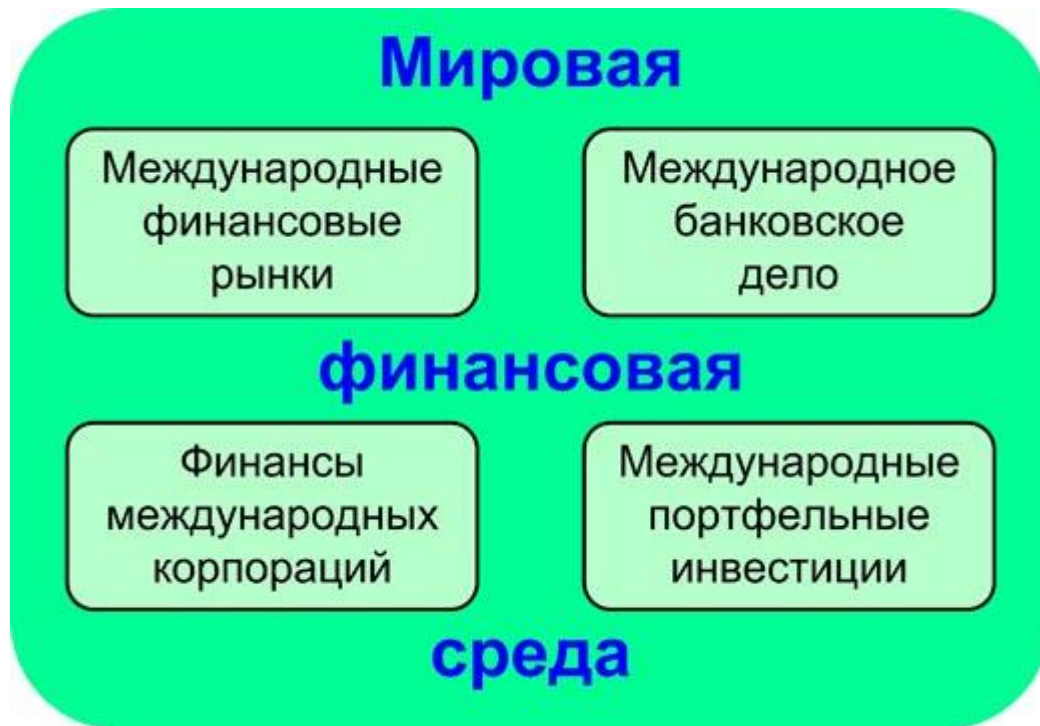 Мировая
Международные
финансовые
рынки
Международное
банковское
дело
финансовая
Финансы
международных
корпораций
Международные
портфельные
инвестиции
среда